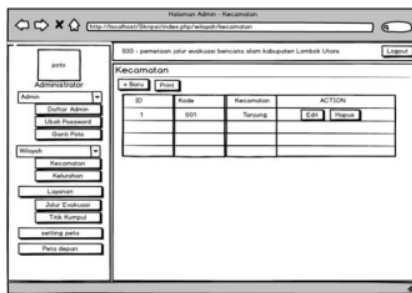 Halaman Admin - Kecamatan
http://localhost/Skripsi/index.php/wilayah/kecamatan
SIG - pemetaan jalur evakuasi bencana alam kabupaten Lombok Utara
Logout
poto
Administrator
Admin
Daftar Admin
Ubah Password
Ganti Poto
Wilayah
Kecamatan
Kelurahan
Layanan
Jalur Evakuasi
Titik Kumpul
setting peta
Peta depan
Kecamatan
+ Baru Print
ID Kode Kecamatan ACTION
1 001 Tanjung Edit Hapus